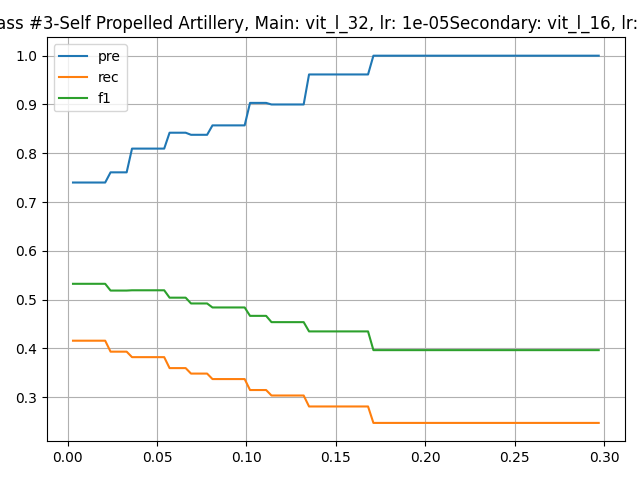 ass #3-Self Propelled Artillery, Main: vit_l_32, lr: 1e-05Secondary: vit_l_16, lr:
pre
rec
f1
1.0
0.9
0.8
0.7
0.6
0.5
0.4
0.3
0.00 0.05 0.10 0.15 0.20 0.25 0.30